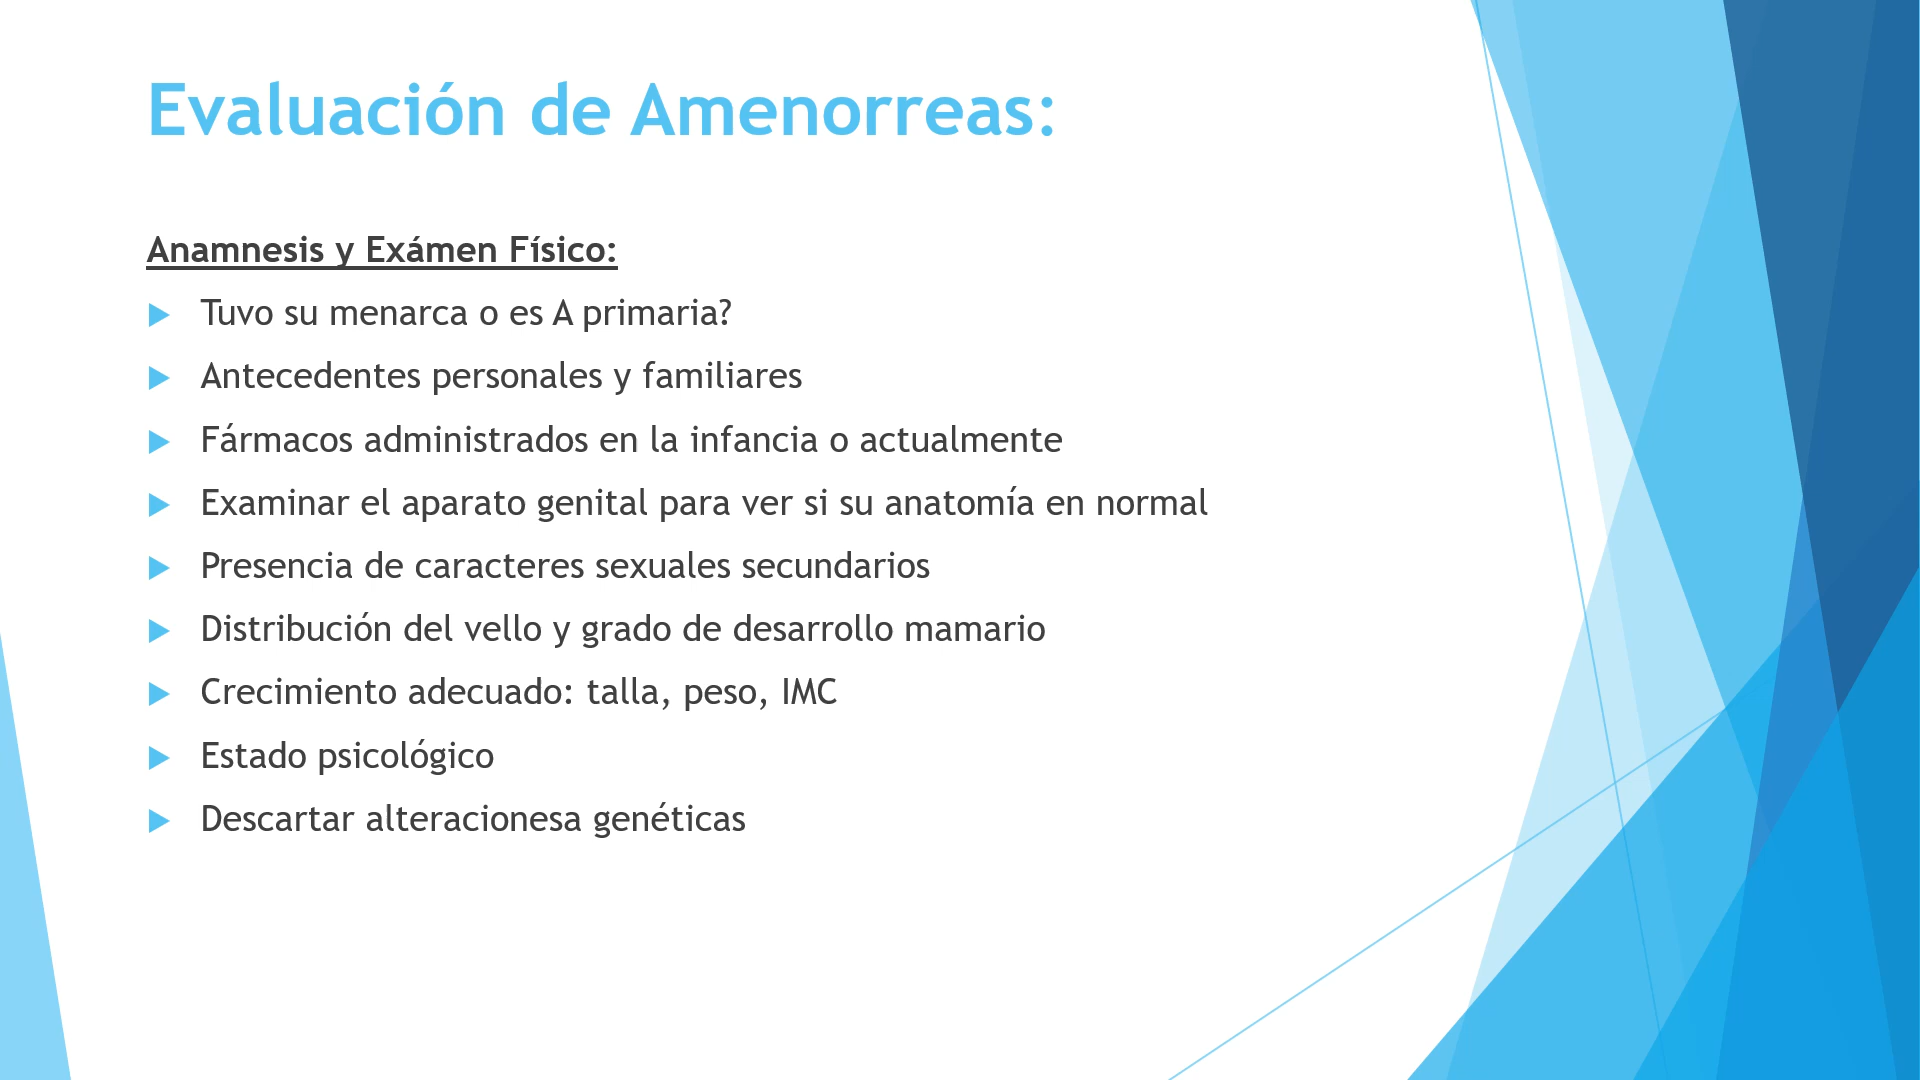 Evaluación de Amenorreas:
Anamnesis y Exámen Físico:
Tuvo su menarca o es A primaria?
Antecedentes personales y familiares
Fármacos administrados en la infancia o actualmente
Examinar el aparato genital para ver si su anatomía en normal
Presencia de caracteres sexuales secundarios
Distribución del vello y grado de desarrollo mamario
Crecimiento adecuado: talla, peso, IMC
Estado psicológico
Descartar alteracionesa genéticas